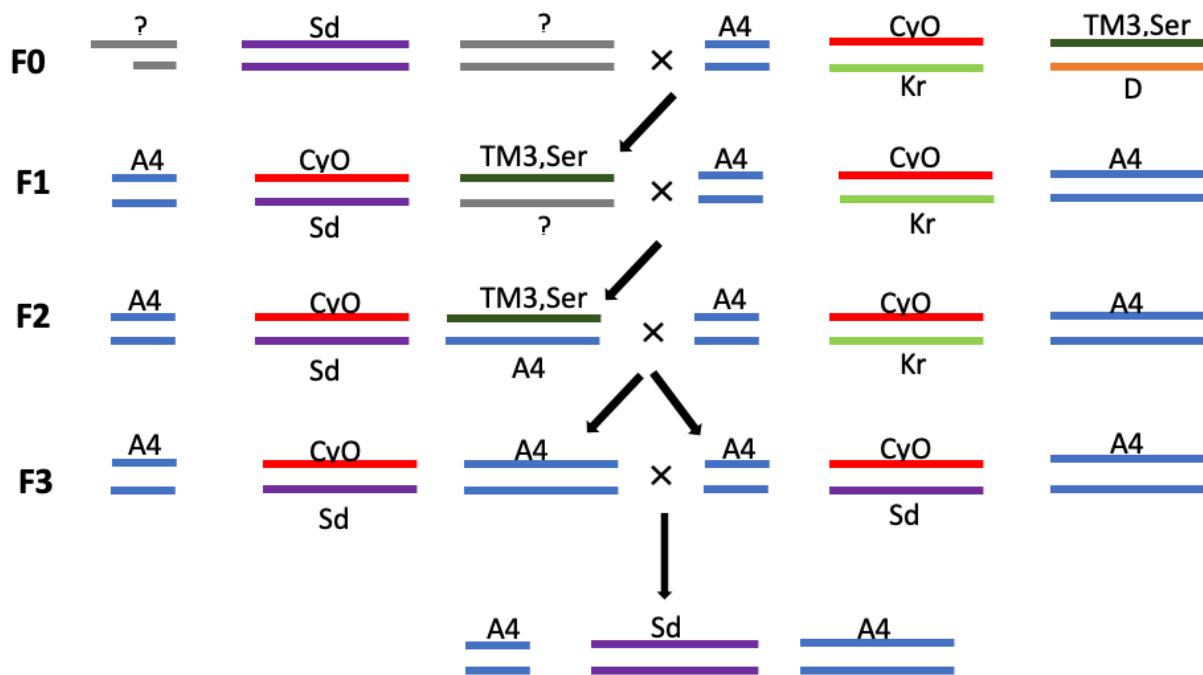 ? Sd ? A4 CyO TM3,Ser
F0 ×
Kr D
A4 CyO TM3,Ser A4 CyO A4
F1 ×
Sd ? Kr
A4 CyO TM3,Ser A4 CyO A4
F2 ×
Sd A4 Kr
A4 CyO A4 A4 CyO A4
F3 ×
Sd Sd
A4 Sd A4